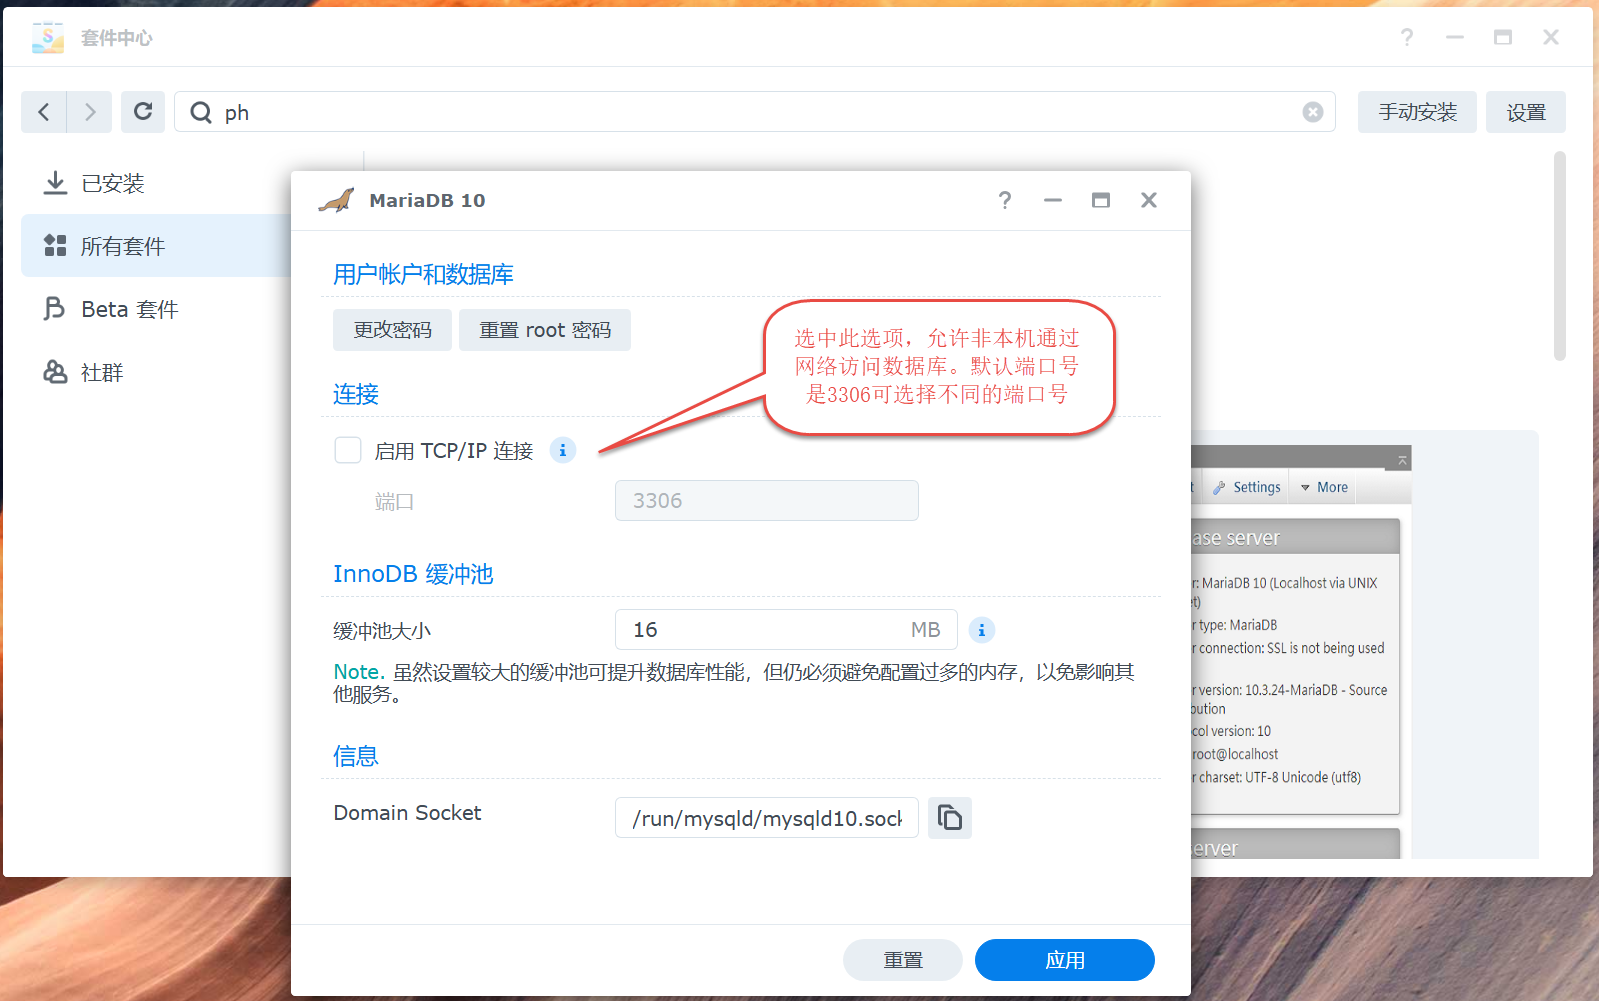 套件中心
ph
手动安装
设置
已安装
所有套件
Beta 套件
社群
MariaDB 10
用户帐户和数据库
更改密码
重置 root 密码
选中此选项，允许非本机通过
网络访问数据库。默认端口号
是3306可选择不同的端口号
连接
启用 TCP/IP 连接
端口
3306
InnoDB 缓冲池
缓冲池大小
16 MB
Note. 虽然设置较大的缓冲池可提升数据库性能，但仍必须避免配置过多的内存，以免影响其
他服务。
信息
Domain Socket
/run/mysqld/mysqld10.sock
重置
应用
t
Settings
More
ase server
r: MariaDB 10 (Localhost via UNIX
et)
r type: MariaDB
r connection: SSL is not being used
r version: 10.3.24-MariaDB - Source
bution
col version: 10
root@localhost
r charset: UTF-8 Unicode (utf8)
erver